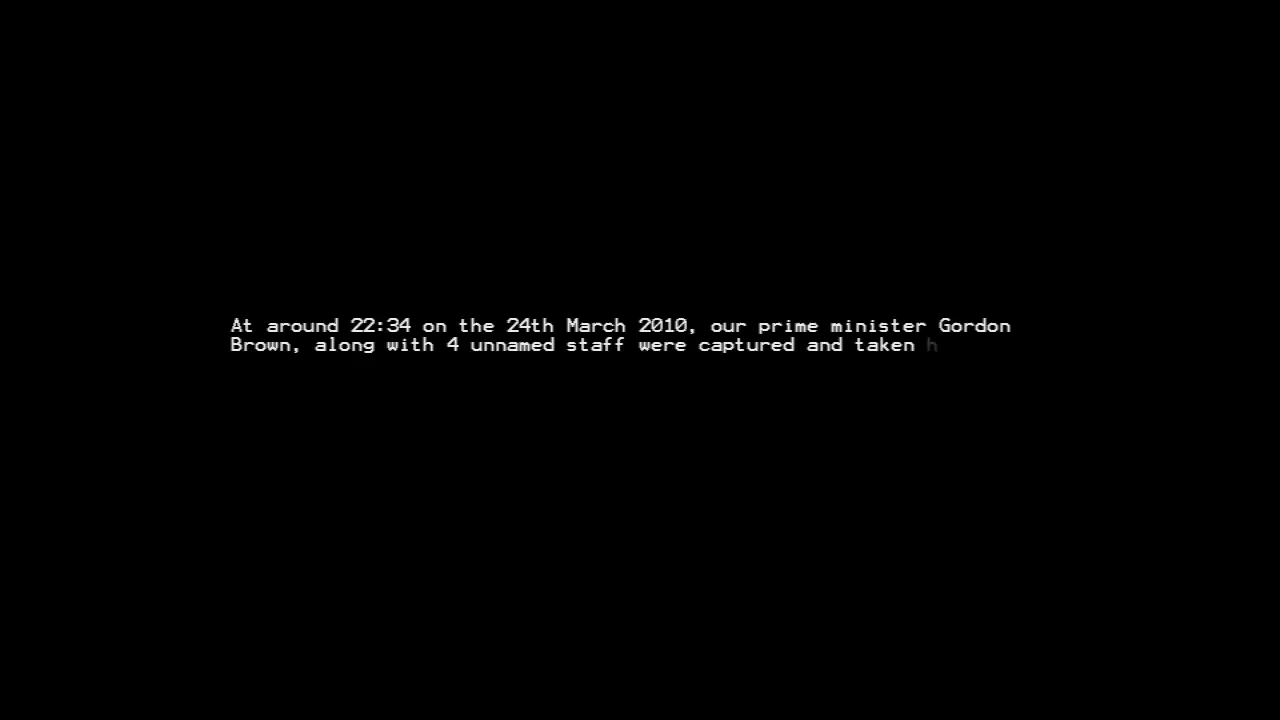 At around 22:34 on the 24th March 2010, our prime minister Gordon
Brown, along with 4 unnamed staff were captured and taken h